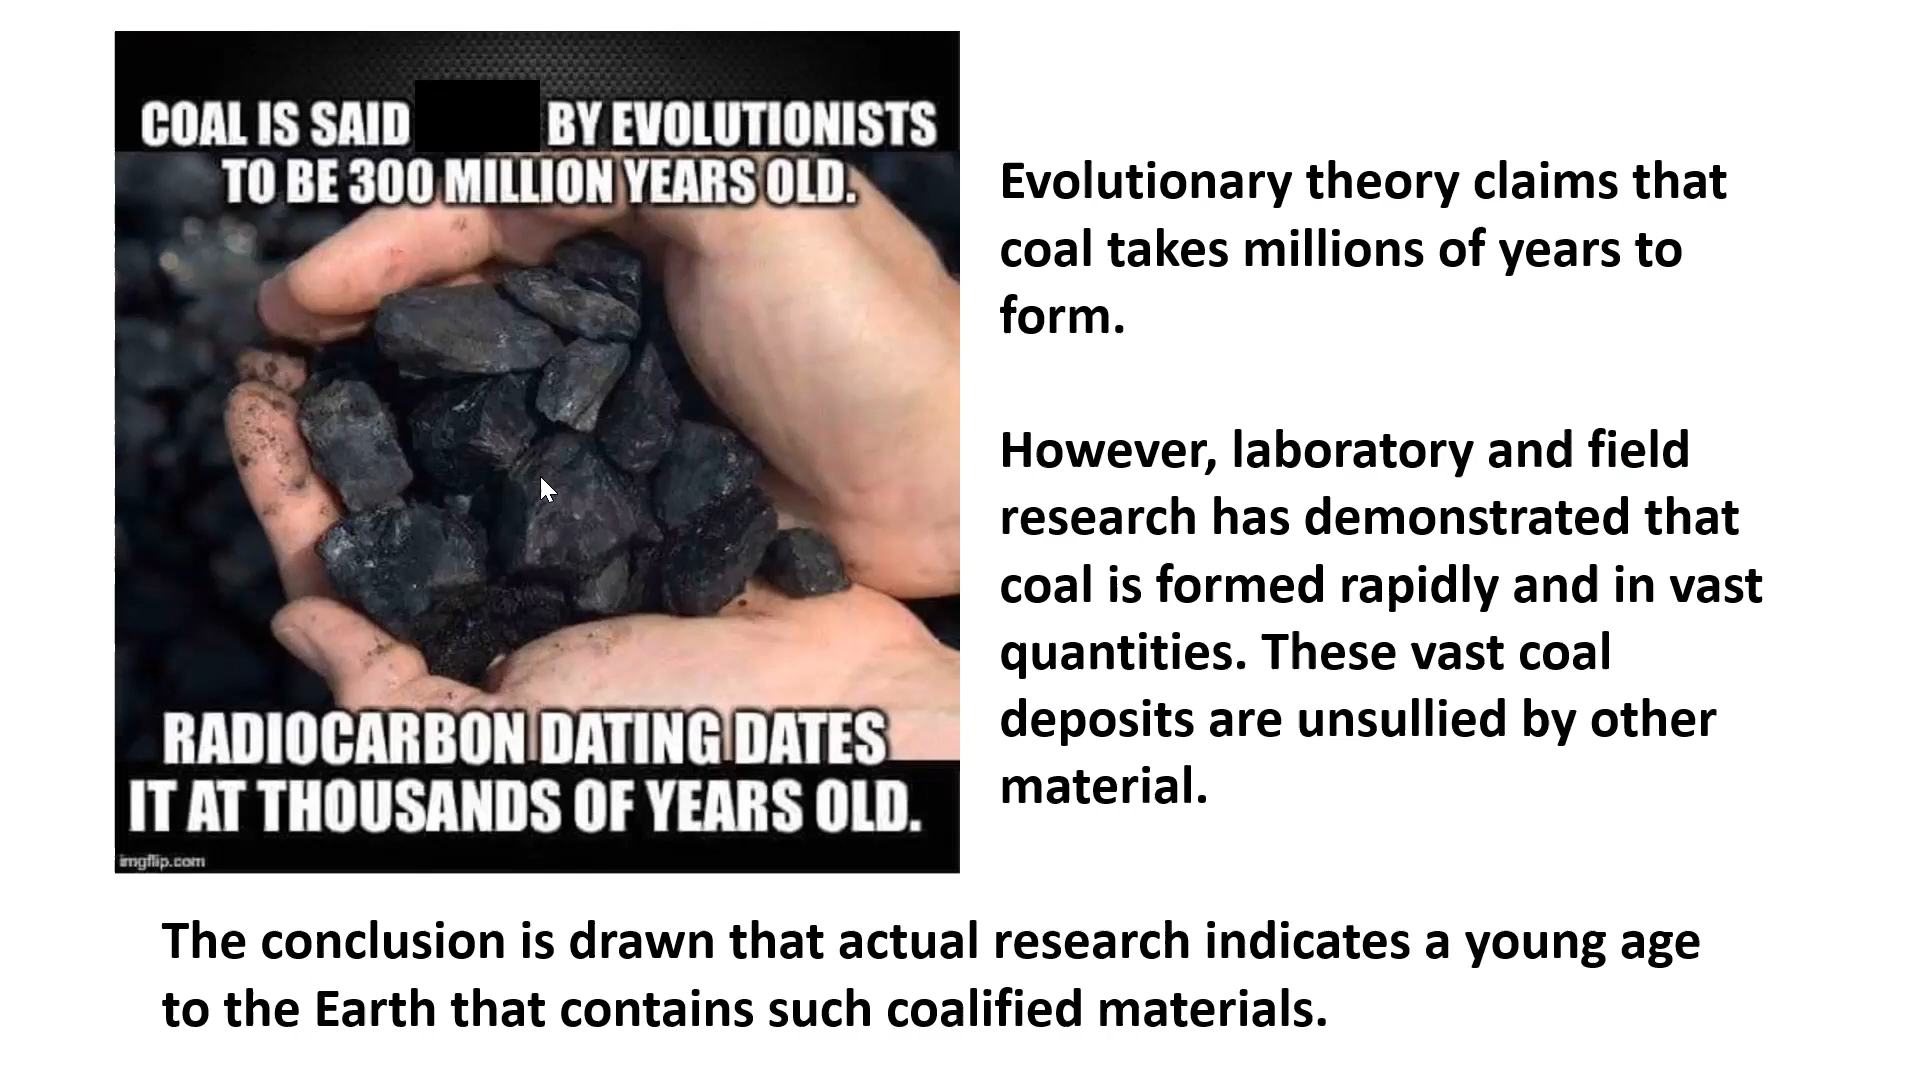 COAL IS SAID BY EVOLUTIONISTS
TO BE 300 MILLION YEARS OLD.
RADIOCARBON DATING DATES
IT AT THOUSANDS OF YEARS OLD.
imgflip.com
Evolutionary theory claims that
coal takes millions of years to
form.
However, laboratory and field
research has demonstrated that
coal is formed rapidly and in vast
quantities. These vast coal
deposits are unsullied by other
material.
The conclusion is drawn that actual research indicates a young age
to the Earth that contains such coalified materials.